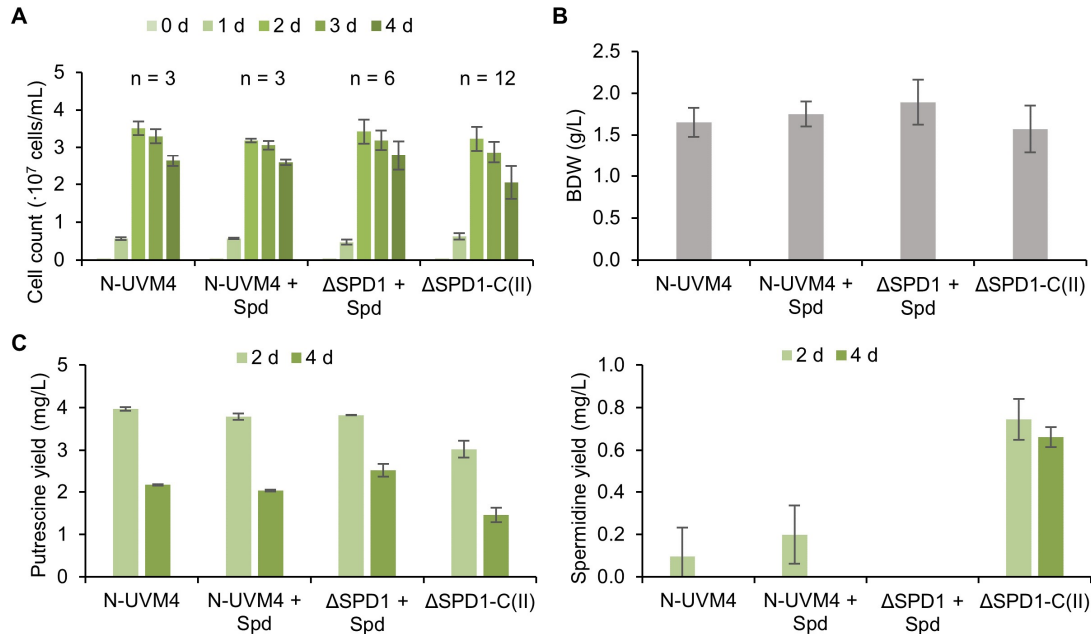 A
0 d 1 d 2 d 3 d 4 d
Cell count (·10⁷ cells/mL)
5
4
3
2
1
0
n = 3
n = 3
n = 6
n = 12
N-UVM4
N-UVM4 +
Spd
ΔSPD1 +
Spd
ΔSPD1-C(II)
B
BDW (g/L)
2.5
2.0
1.5
1.0
0.5
0.0
N-UVM4
N-UVM4 +
Spd
ΔSPD1 +
Spd
ΔSPD1-C(II)
C
2 d 4 d
Putrescine yield (mg/L)
5
4
3
2
1
0
N-UVM4
N-UVM4 +
Spd
ΔSPD1 +
Spd
ΔSPD1-C(II)
2 d 4 d
Spermidine yield (mg/L)
1.0
0.8
0.6
0.4
0.2
0.0
N-UVM4
N-UVM4 +
Spd
ΔSPD1 +
Spd
ΔSPD1-C(II)